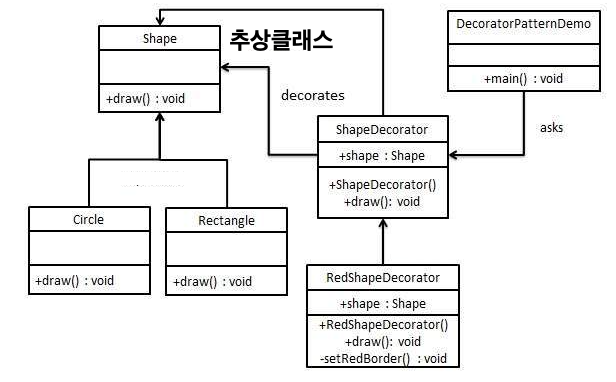 Shape
+draw() : void
추상클래스
DecoratorPatternDemo
+main() : void
decorates
asks
ShapeDecorator
+shape : Shape
+ShapeDecorator()
+draw(): void
Circle
+draw() : void
Rectangle
+draw() : void
RedShapeDecorator
+shape : Shape
+RedShapeDecorator()
+draw(): void
-setRedBorder() : void